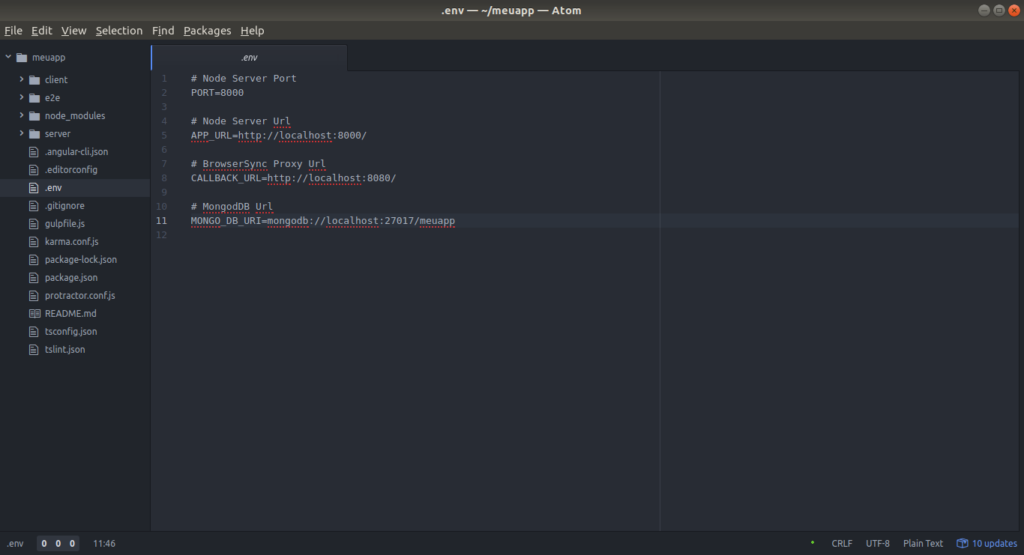 .env — ~/meuapp — Atom
File Edit View Selection Find Packages Help
meuapp
client
e2e
node_modules
server
.angular-cli.json
.editorconfig
.env
.gitignore
gulpfile.js
karma.conf.js
package-lock.json
package.json
protractor.conf.js
README.md
tsconfig.json
tslint.json
.env
1 # Node Server Port
2 PORT=8000
3
4 # Node Server Url
5 APP_URL=http://localhost:8000/
6
7 # BrowserSync Proxy Url
8 CALLBACK_URL=http://localhost:8080/
9
10 # MongodDB Url
11 MONGO_DB_URI=mongodb://localhost:27017/meuapp
12
.env 0 0 0 11:46 CRLF UTF-8 Plain Text 10 updates